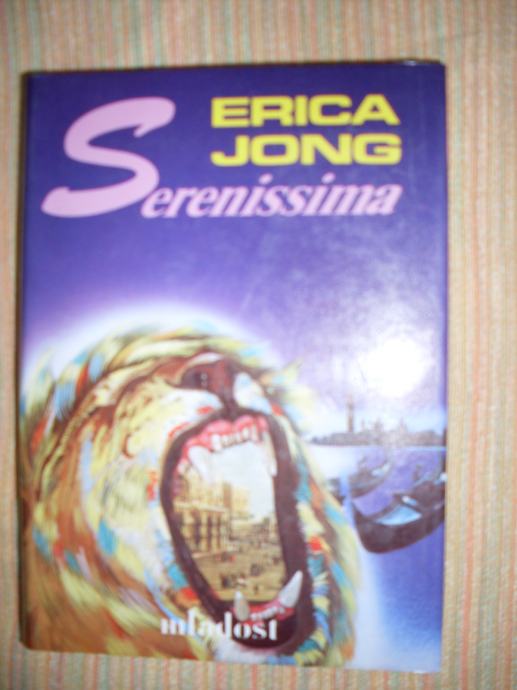 ERICA
JONG
Serenissima
mladost